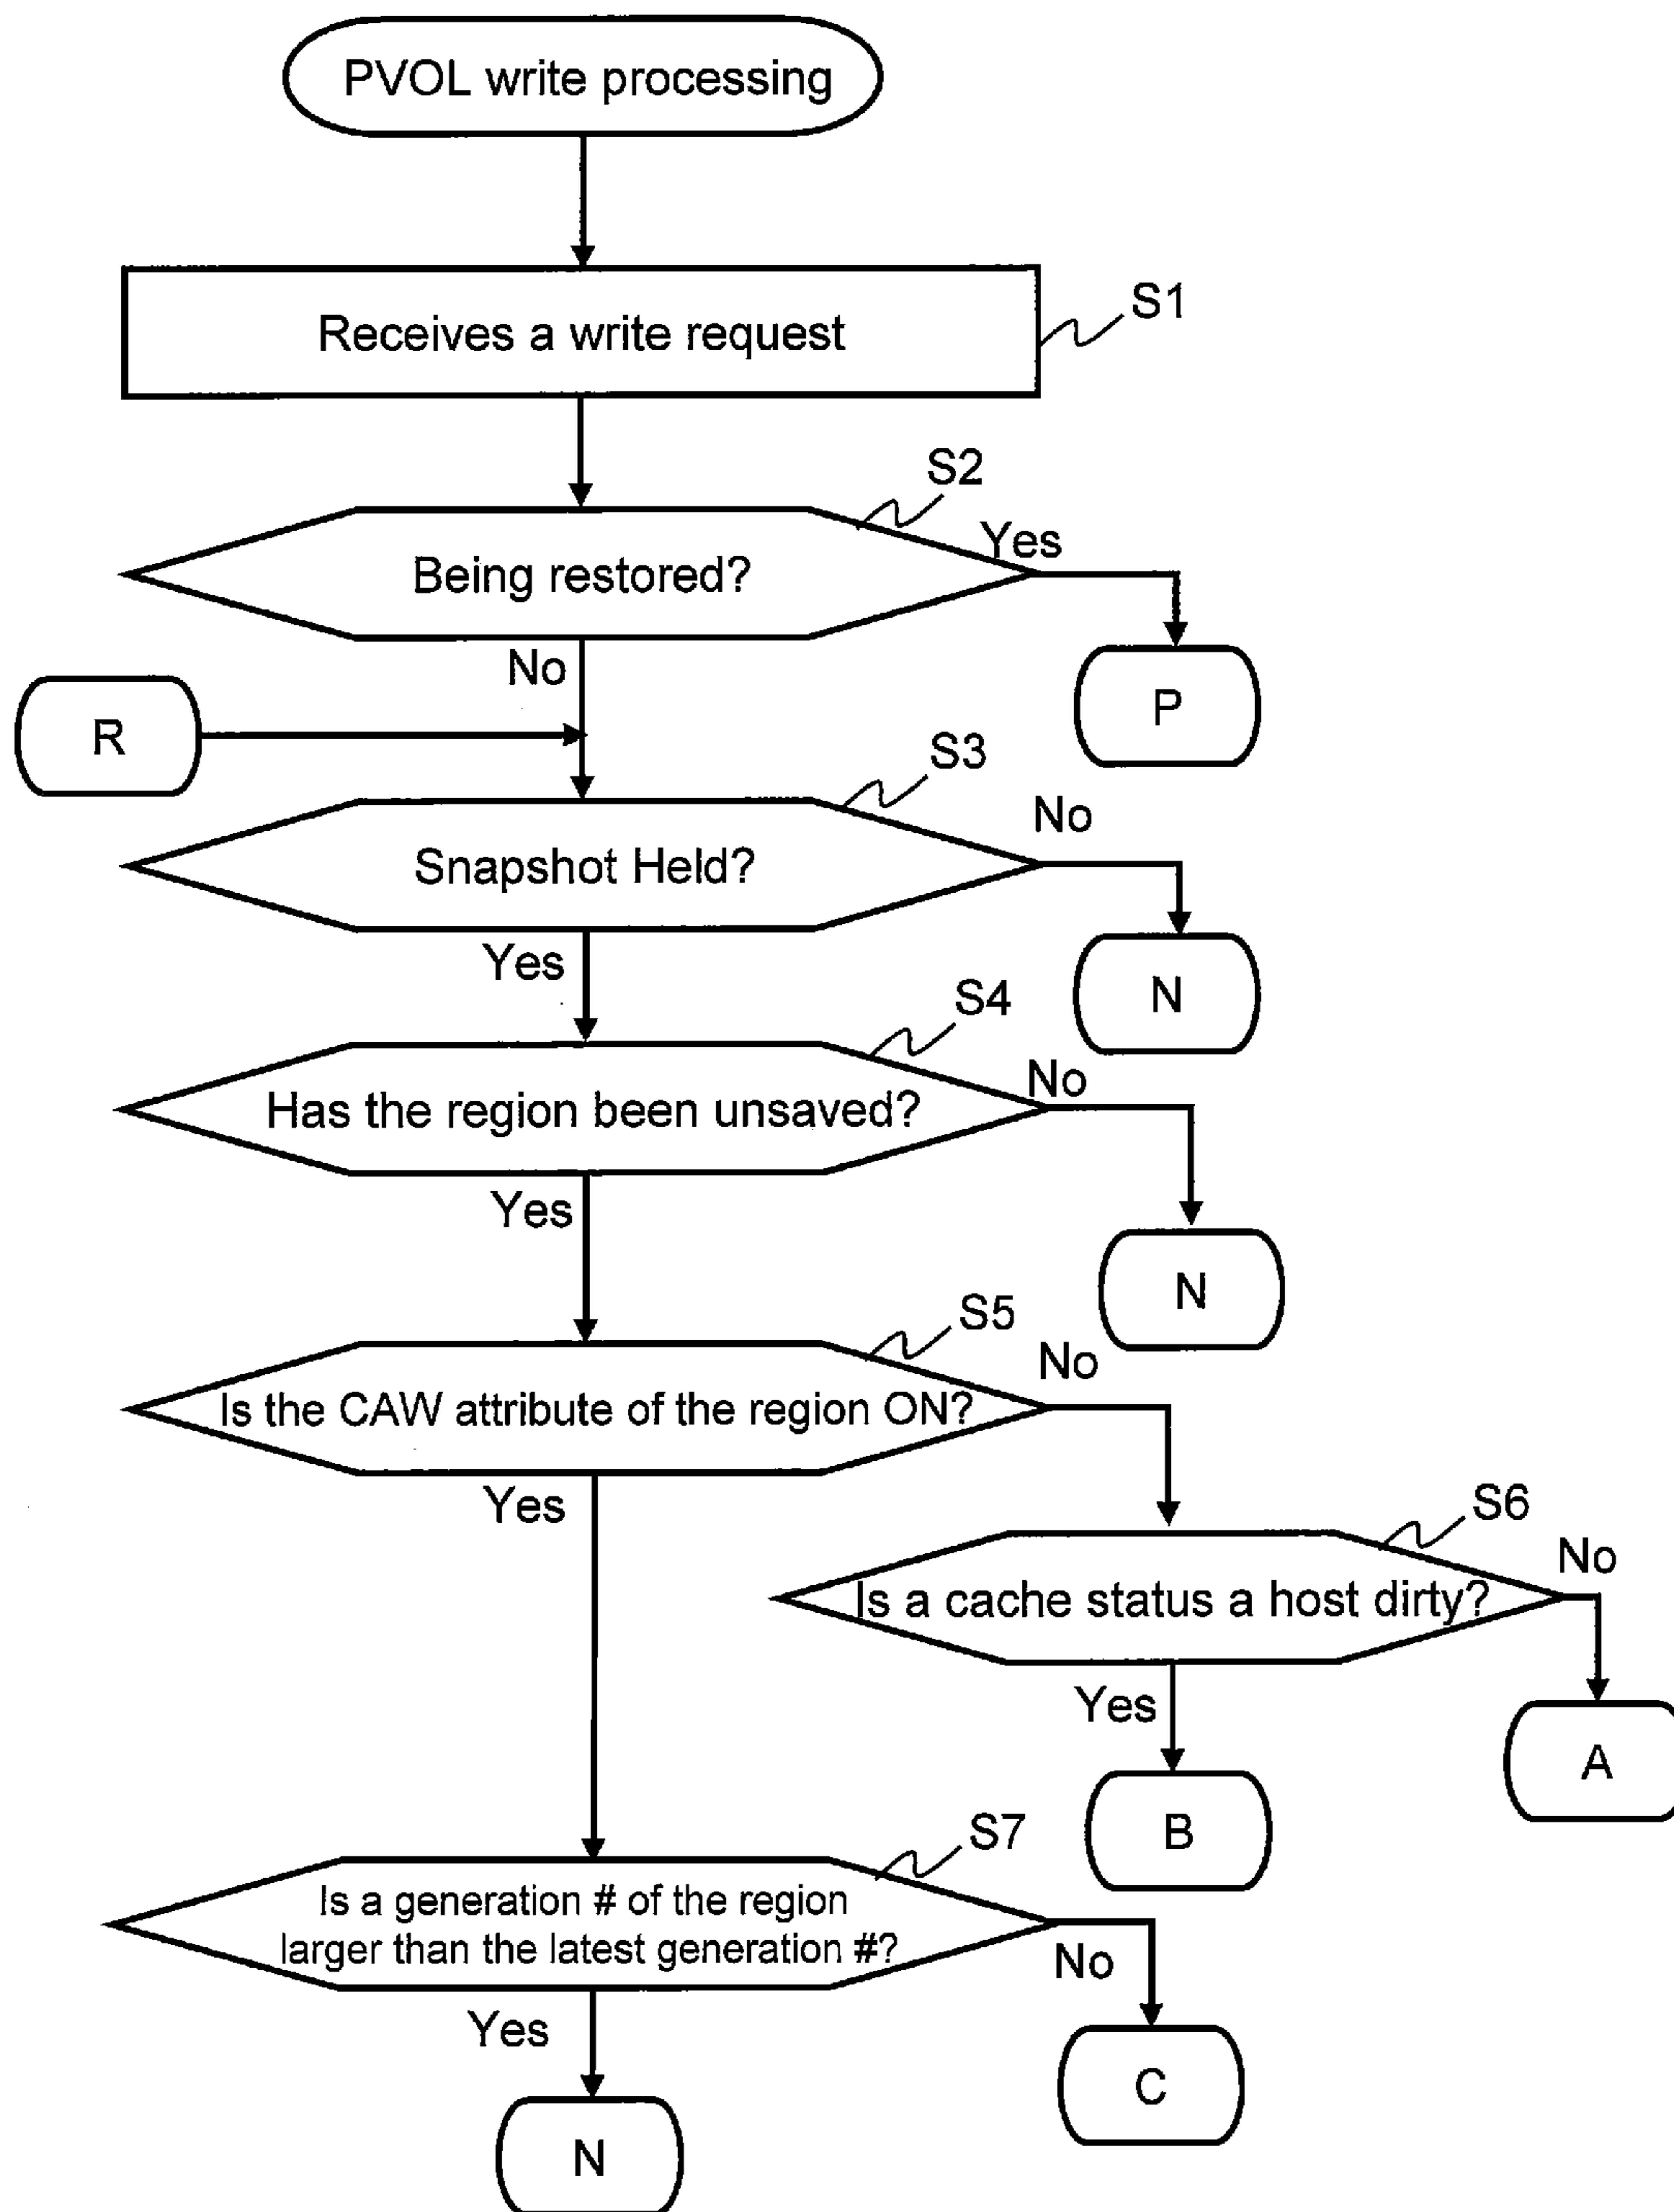 PVOL write processing
Receives a write request
S1
S2
Being restored?
Yes
No
P
R
S3
Snapshot Held?
No
Yes
N
S4
Has the region been unsaved?
No
Yes
N
S5
Is the CAW attribute of the region ON?
No
Yes
S6
Is a cache status a host dirty?
No
Yes
A
B
S7
Is a generation # of the region
larger than the latest generation #?
No
Yes
C
N